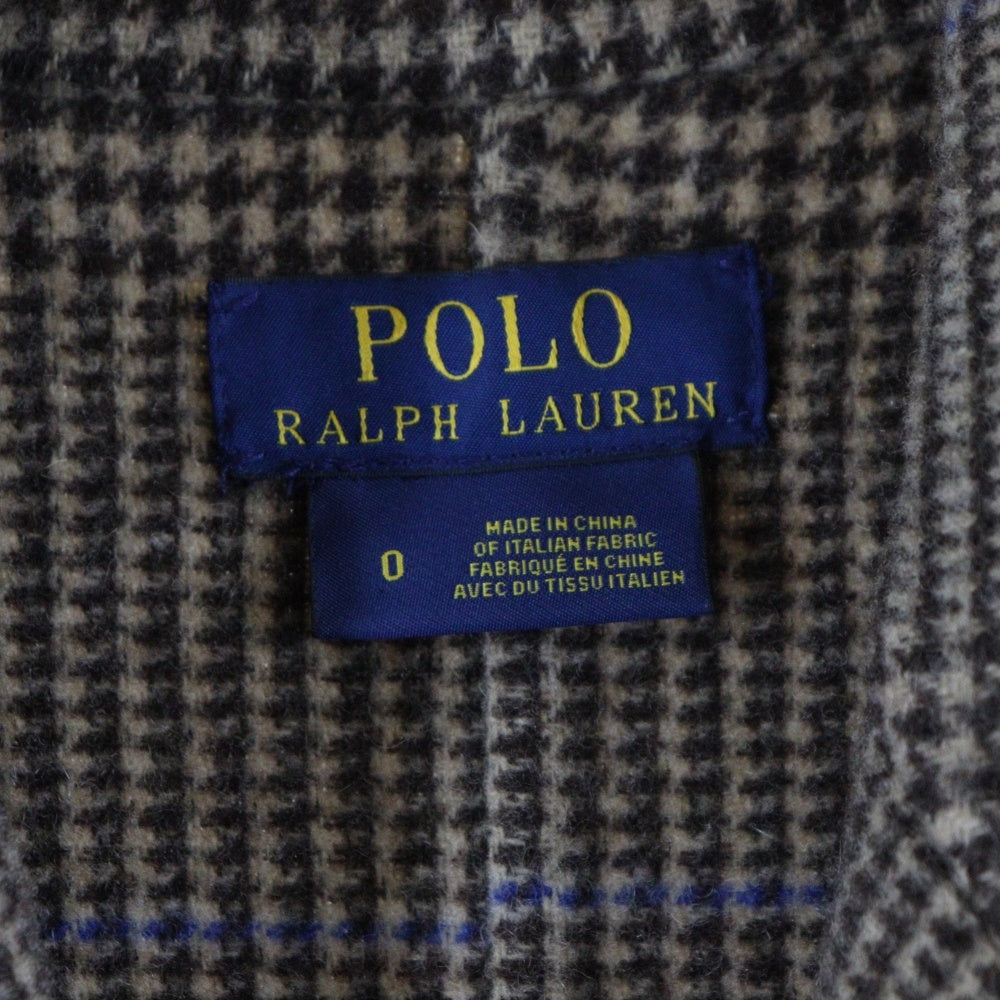 POLO
RALPH LAUREN
0
MADE IN CHINA
OF ITALIAN FABRIC
FABRIQUÉ EN CHINE
AVEC DU TISSU ITALIEN